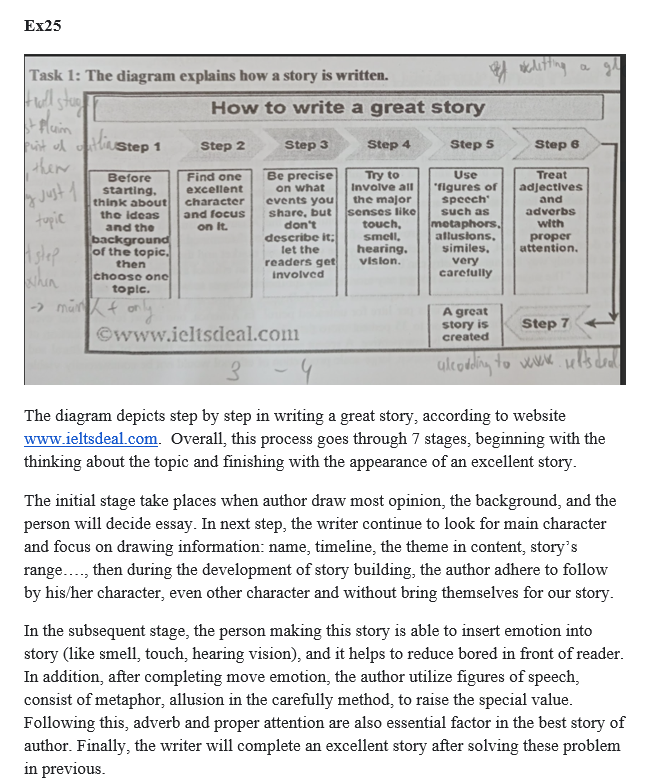 Ex25
Task 1: The diagram explains how a story is written.
How to write a great story
Step 1
Step 2
Step 3
Step 4
Step 5
Step 6
Before
starting,
think about
the ideas
and the
background
of the topic,
then
choose one
topic.
Find one
excellent
character
and focus
on it.
Be precise
on what
events you
share, but
don't
describe it;
let the
readers get
involved
Try to
involve all
the major
senses like
touch,
smell,
hearing,
vision.
Use
'figures of
speech'
such as
metaphors,
allusions,
similes,
very
carefully
Treat
adjectives
and
adverbs
with
proper
attention.
A great
story is
created
Step 7
©www.ieltsdeal.com
3 - 4
according to www.ieltsdeal
The diagram depicts step by step in writing a great story, according to website
www.ieltsdeal.com. Overall, this process goes through 7 stages, beginning with the
thinking about the topic and finishing with the appearance of an excellent story.
The initial stage take places when author draw most opinion, the background, and the
person will decide essay. In next step, the writer continue to look for main character
and focus on drawing information: name, timeline, the theme in content, story's
range…., then during the development of story building, the author adhere to follow
by his/her character, even other character and without bring themselves for our story.
In the subsequent stage, the person making this story is able to insert emotion into
story (like smell, touch, hearing vision), and it helps to reduce bored in front of reader.
In addition, after completing move emotion, the author utilize figures of speech,
consist of metaphor, allusion in the carefully method, to raise the special value.
Following this, adverb and proper attention are also essential factor in the best story of
author. Finally, the writer will complete an excellent story after solving these problem
in previous.